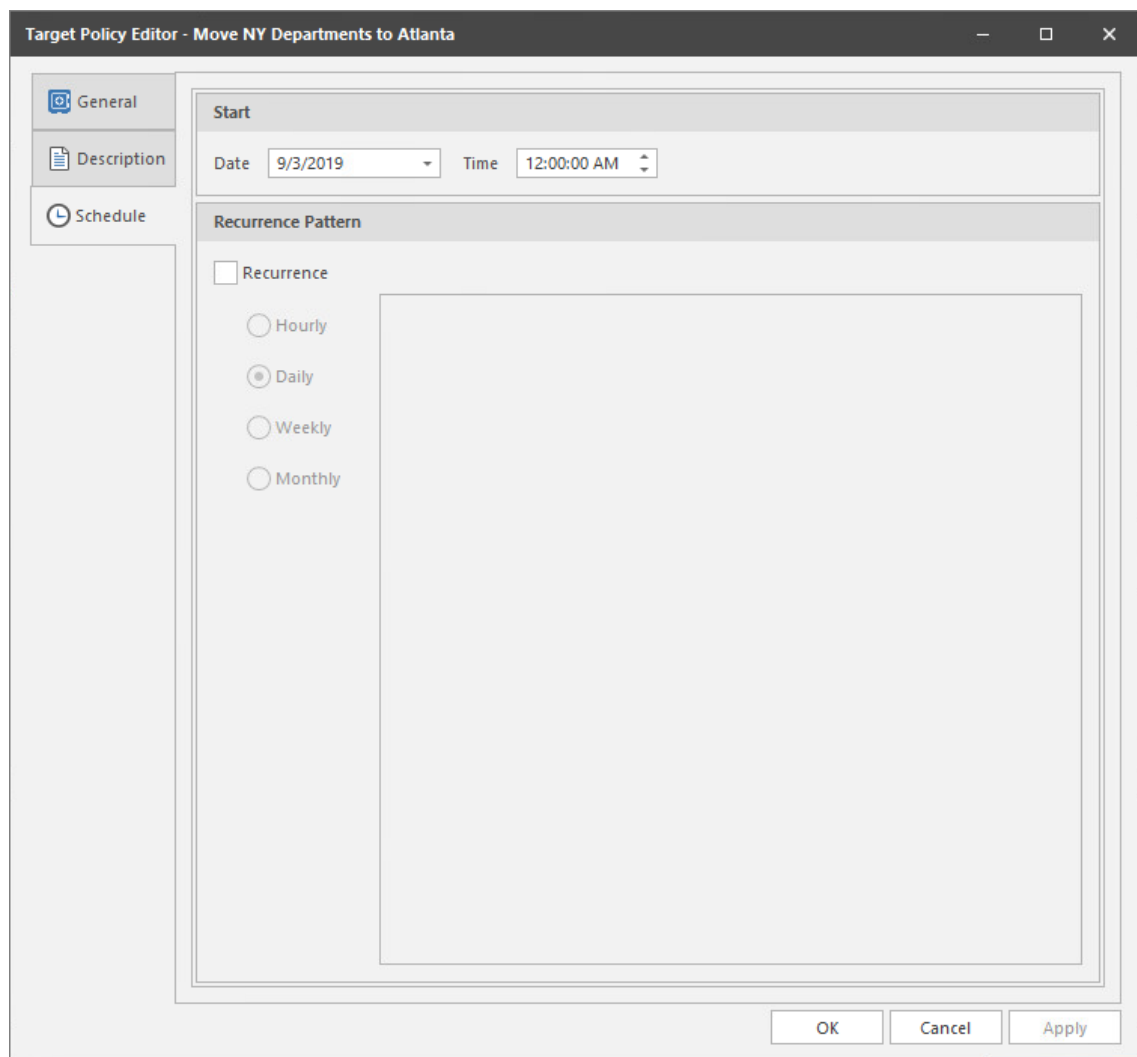 Target Policy Editor - Move NY Departments to Atlanta
General
Description
Schedule
Start
Date 9/3/2019 Time 12:00:00 AM
Recurrence Pattern
Recurrence
Hourly
Daily
Weekly
Monthly
OK Cancel Apply